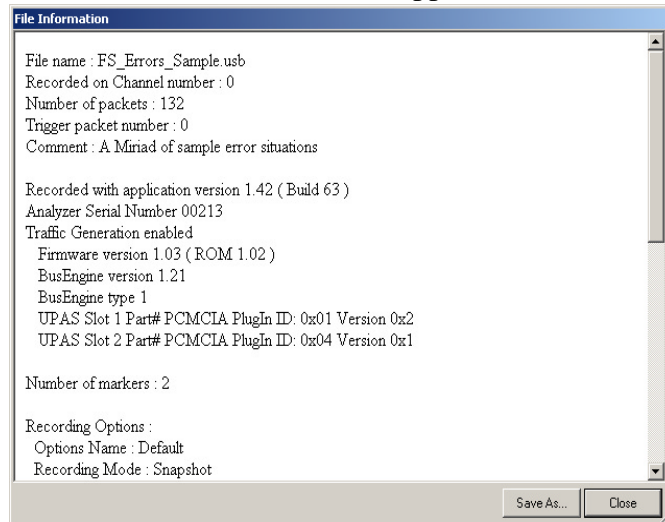 File Information
File name : FS_Errors_Sample.usb
Recorded on Channel number : 0
Number of packets : 132
Trigger packet number : 0
Comment : A Miriad of sample error situations
Recorded with application version 1.42 ( Build 63 )
Analyzer Serial Number 00213
Traffic Generation enabled
Firmware version 1.03 ( ROM 1.02 )
BusEngine version 1.21
BusEngine type 1
UPAS Slot 1 Part# PCMCIA PlugIn ID: 0x01 Version 0x2
UPAS Slot 2 Part# PCMCIA PlugIn ID: 0x04 Version 0x1
Number of markers : 2
Recording Options :
Options Name : Default
Recording Mode : Snapshot
Save As... Close